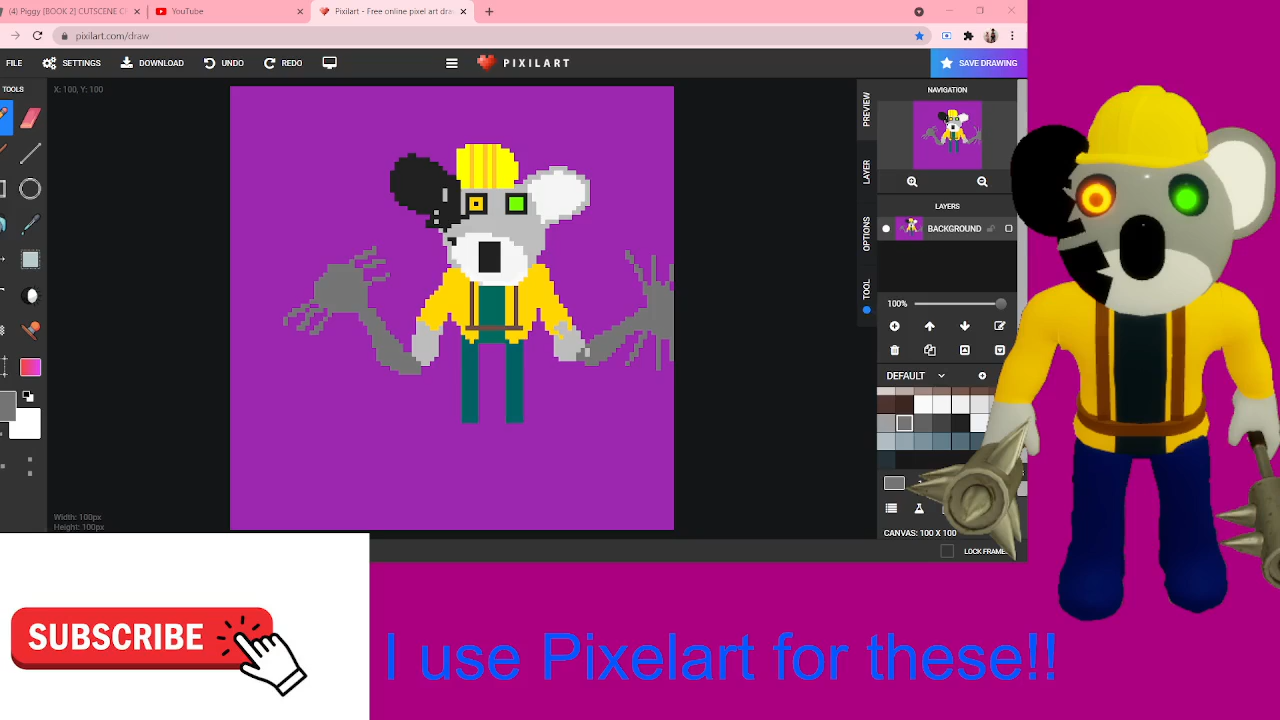 (4) Piggy [BOOK 2] CUTSCENE C
YouTube
Pixilart - Free online pixel art dra
pixilart.com/draw
FILE
SETTINGS
DOWNLOAD
UNDO
REDO
PIXILART
SAVE DRAWING
TOOLS
X: 100, Y: 100
NAVIGATION
PREVIEW
LAYER
OPTIONS
TOOL
LAYERS
BACKGROUND
100%
DEFAULT
Width: 100px
Height: 100px
CANVAS: 100 X 100
LOCK FRAME
SUBSCRIBE
I use Pixelart for these!!